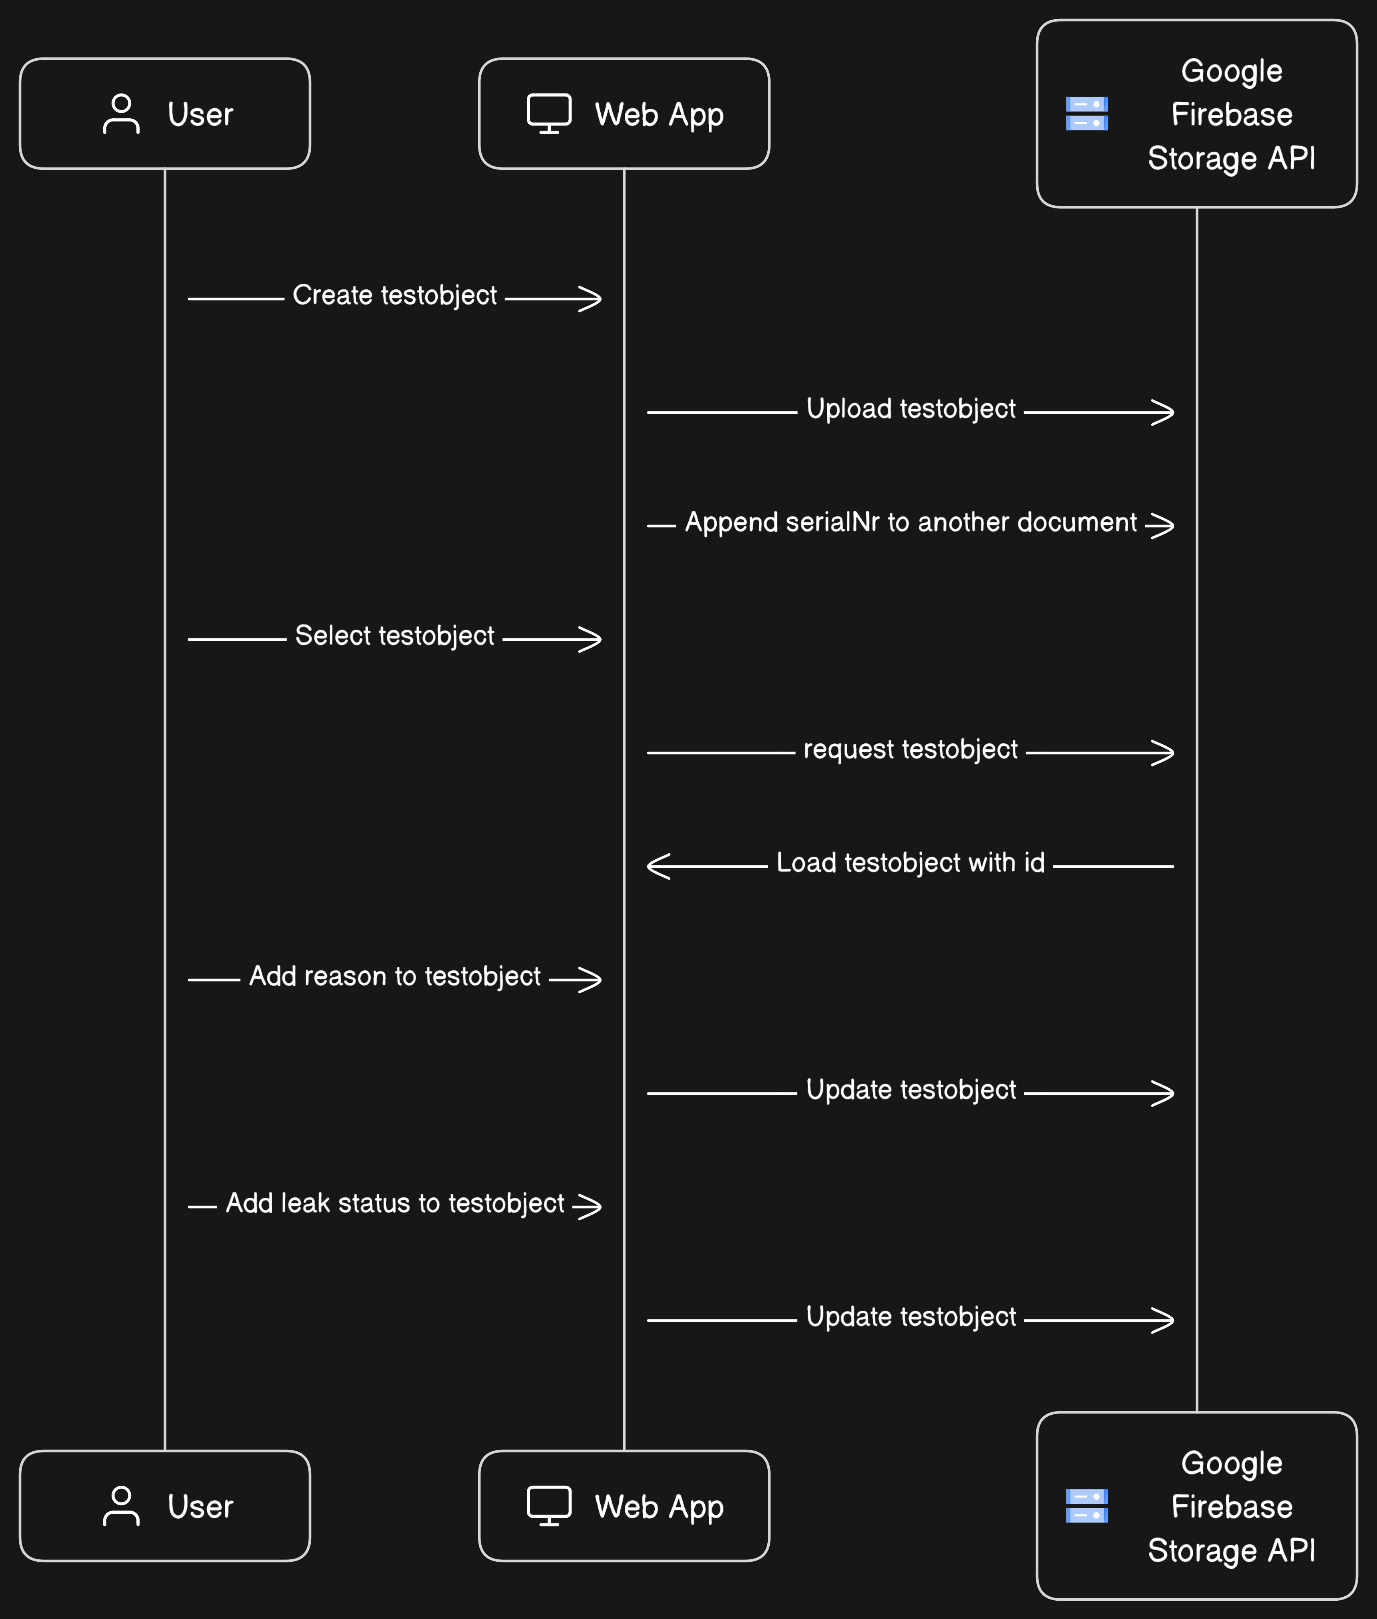 User
Web App
Google
Firebase
Storage API
Create testobject
Upload testobject
Append serialNr to another document
Select testobject
request testobject
Load testobject with id
Add reason to testobject
Update testobject
Add leak status to testobject
Update testobject
User
Web App
Google
Firebase
Storage API